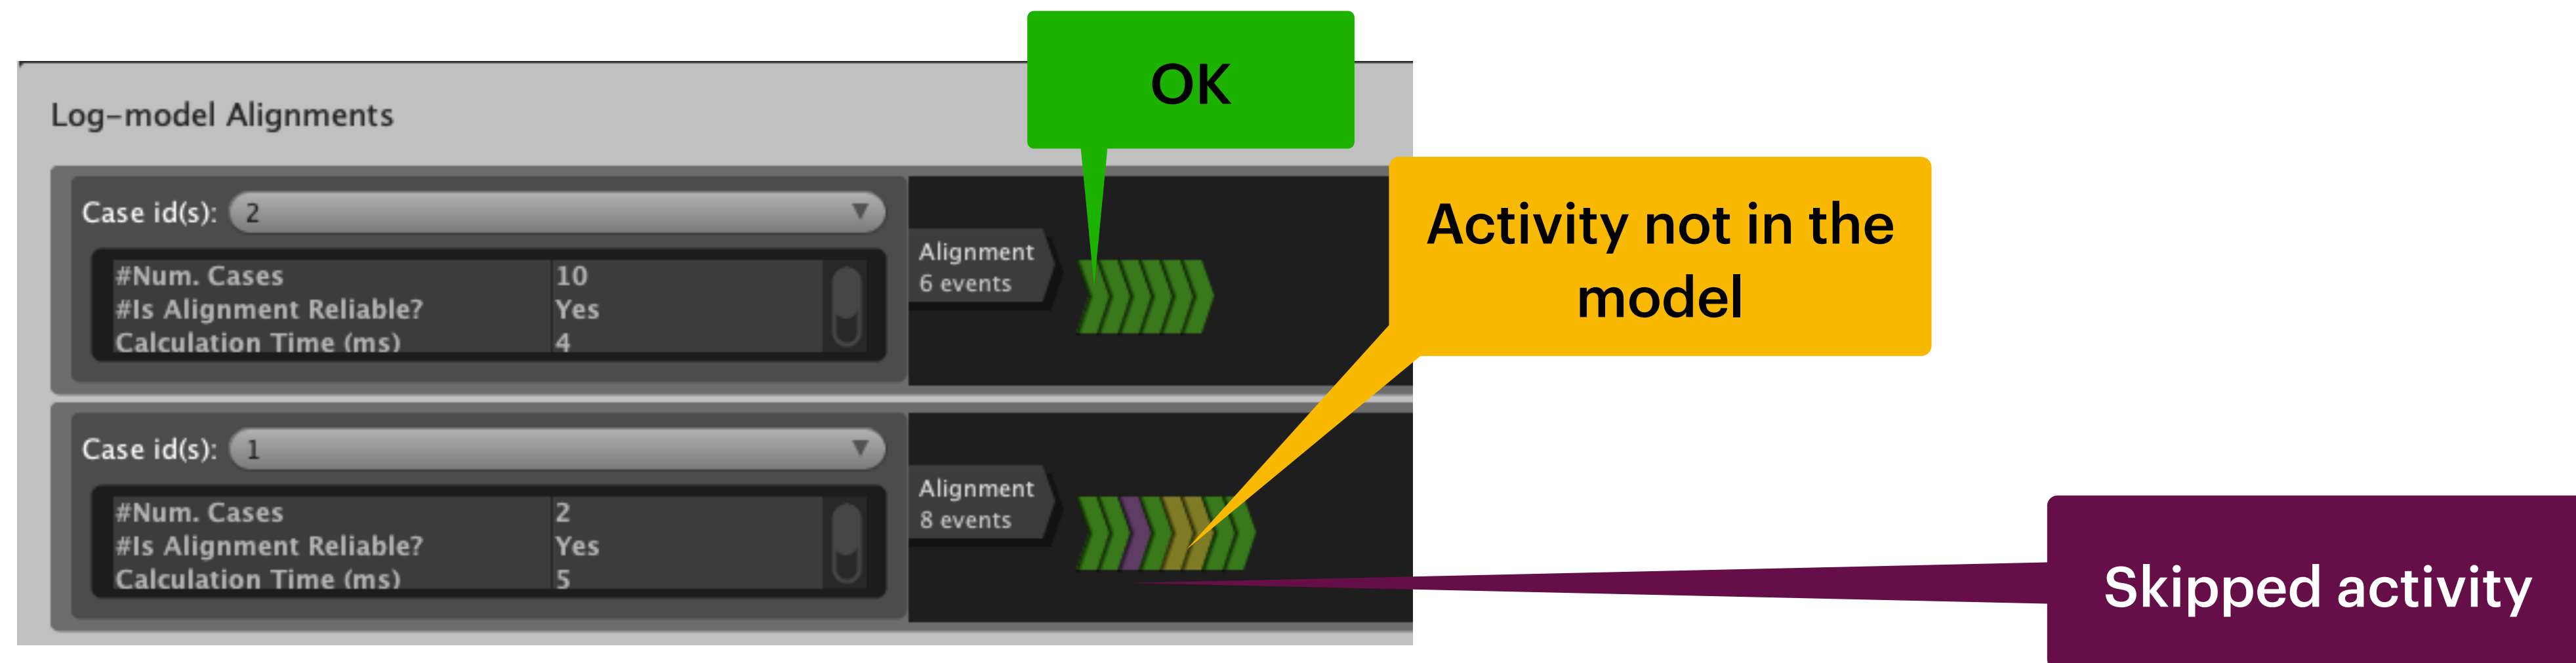 OK
Log-model Alignments
Case id(s): 2
#Num. Cases 10
#Is Alignment Reliable? Yes
Calculation Time (ms) 4
Alignment
6 events
Activity not in the
model
Case id(s): 1
#Num. Cases 2
#Is Alignment Reliable? Yes
Calculation Time (ms) 5
Alignment
8 events
Skipped activity